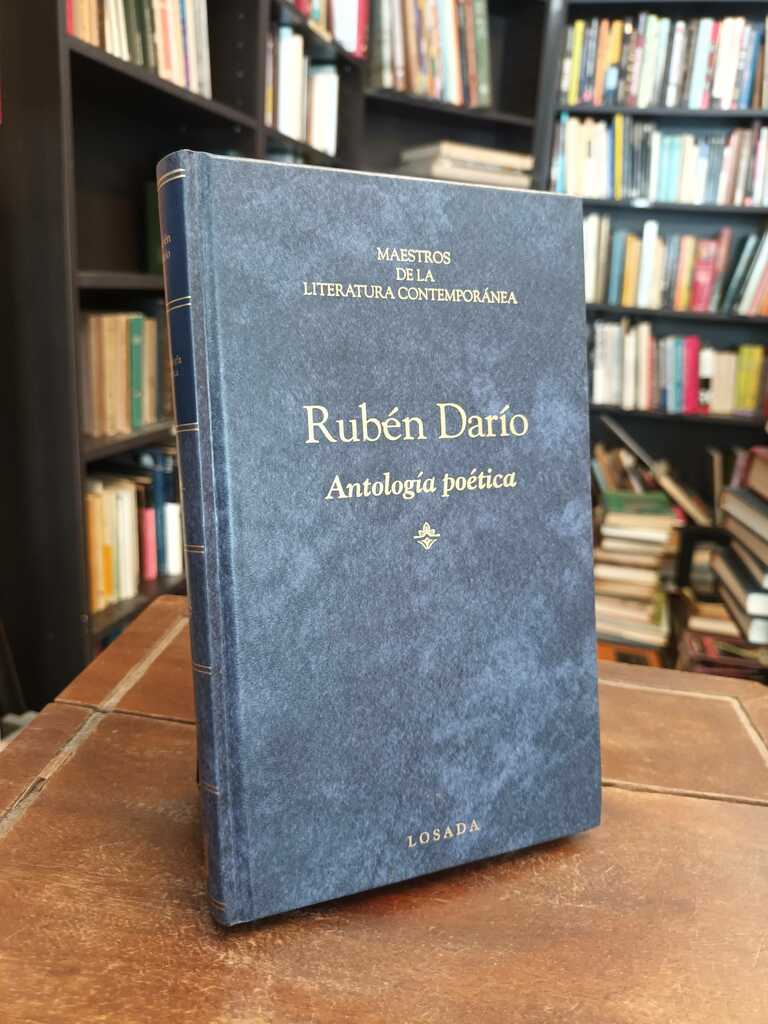 MAESTROS
DE LA
LITERATURA CONTEMPORÁNEA
Rubén Darío
Antología poética
LOSADA